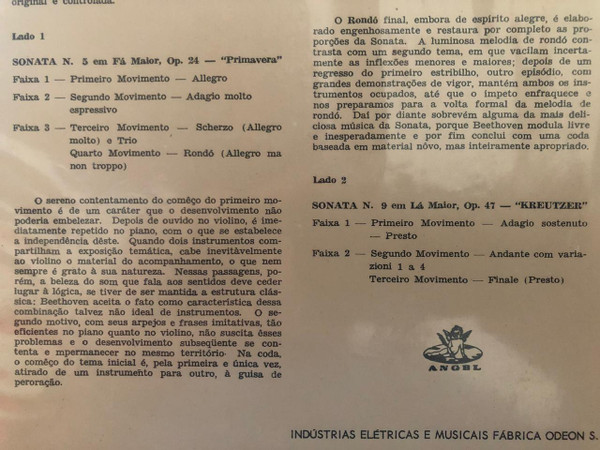 original e controlada.
Lado 1
SONATA N. 5 em Fá Maior, Op. 24 — "Primavera"
Faixa 1 — Primeiro Movimento — Allegro
Faixa 2 — Segundo Movimento — Adagio molto
espressivo
Faixa 3 — Terceiro Movimento — Scherzo (Allegro
molto) e Trio
Quarto Movimento — Rondó (Allegro ma
non troppo)
O sereno contentamento do comêço do primeiro mo-
vimento é de um caráter que o desenvolvimento não
poderia embelezar. Depois de ouvido no violino, é ime-
diatamente repetido no piano, com o que se estabelece
a independência dêste. Quando dois instrumentos com-
partilham a exposição temática, cabe inevitàvelmente
ao violino o material do acompanhamento, o que nem
sempre é grato à sua natureza. Nessas passagens, po-
rém, a beleza do som que fala aos sentidos deve ceder
lugar à lógica, se tiver de ser mantida a estrutura clás-
sica: Beethoven aceita o fato como característica dessa
combinação talvez não ideal de instrumentos. O se-
gundo motivo, com seus arpejos e frases imitativas, tão
eficientes no piano quanto no violino, não suscita êsses
problemas e o desenvolvimento subseqüente se con-
tenta e mpermanecer no mesmo território Na coda,
o comêço do tema inicial é, pela primeira e única vez,
atirado de um instrumento para outro, à guisa de
peroração.
O Rondó final, embora de espírito alegre, é elabo-
rado engenhosamente e restaura por completo as pro-
porções da Sonata. A luminosa melodia de rondó con-
trasta com um segundo tema, em que vacilam incerta-
mente as inflexões menores e maiores; depois de um
regresso do primeiro estribilho, outro episódio, com
grandes demonstrações de vigor, mantém ambos os ins-
trumentos ocupados, até que o ímpeto enfraquece e
nos preparamos para a volta formal da melodia de
rondó. Daí por diante sobrevém alguma da mais deli-
ciosa música da Sonata, porque Beethoven modula livre
e inesperadamente e por fim conclui com uma coda
baseada em material nôvo, mas inteiramente apropriado.
Lado 2
SONATA N. 9 em Lá Maior, Op. 47 — "KREUTZER"
Faixa 1 — Primeiro Movimento — Adagio sostenuto
— Presto
Faixa 2 — Segundo Movimento — Andante com varia-
zioni 1 a 4
Terceiro Movimento — Finale (Presto)
ANGEL
INDÚSTRIAS ELÉTRICAS E MUSICAIS FÁBRICA ODEON S.